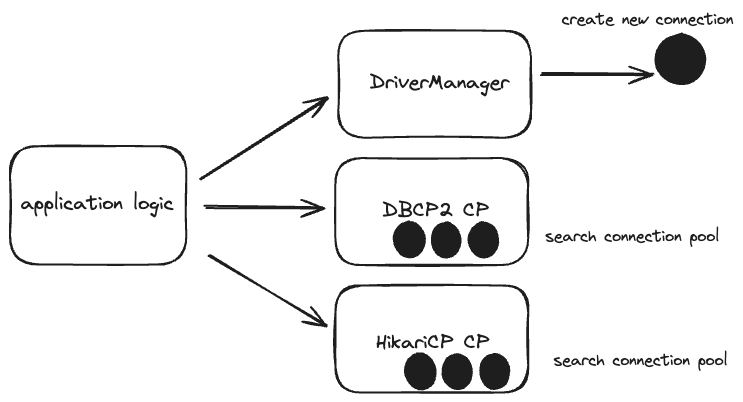 create new connection
DriverManager
application logic
DBCP2 CP
search connection pool
HikariCP CP
search connection pool